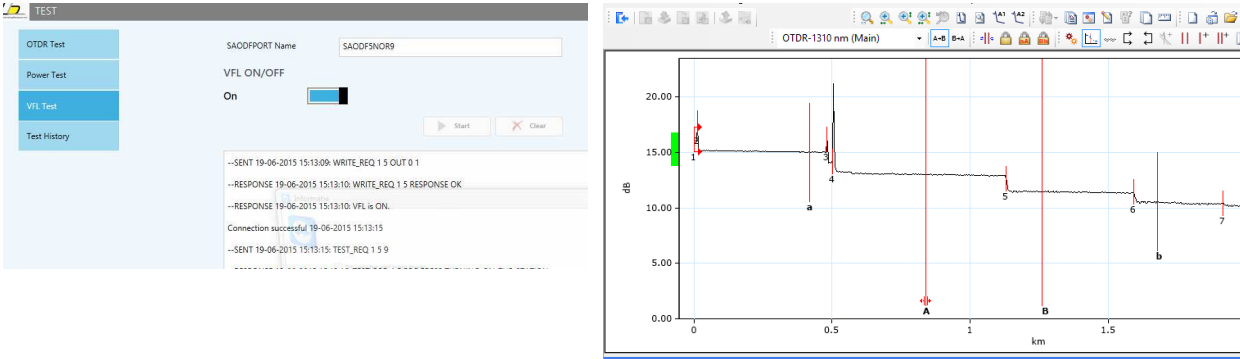 TEST
OTDR Test
Power Test
VFL Test
Test History
SAODFPORT Name
SAODF5NOR9
VFL ON/OFF
On
Start
Clear
--SENT 19-06-2015 15:13:09: WRITE_REQ 1 5 OUT 0 1
--RESPONSE 19-06-2015 15:13:10: WRITE_REQ 1 5 RESPONSE OK
--RESPONSE 19-06-2015 15:13:10: VFL is ON.
Connection successful 19-06-2015 15:13:15
--SENT 19-06-2015 15:13:15: TEST_REQ 1 5 9
OTDR-1310 nm (Main)
A→B
B→A
20.00
15.00
10.00
5.00
0.00
dB
1
2
3
4
5
6
7
a
b
A
B
0
0.5
1
1.5
km